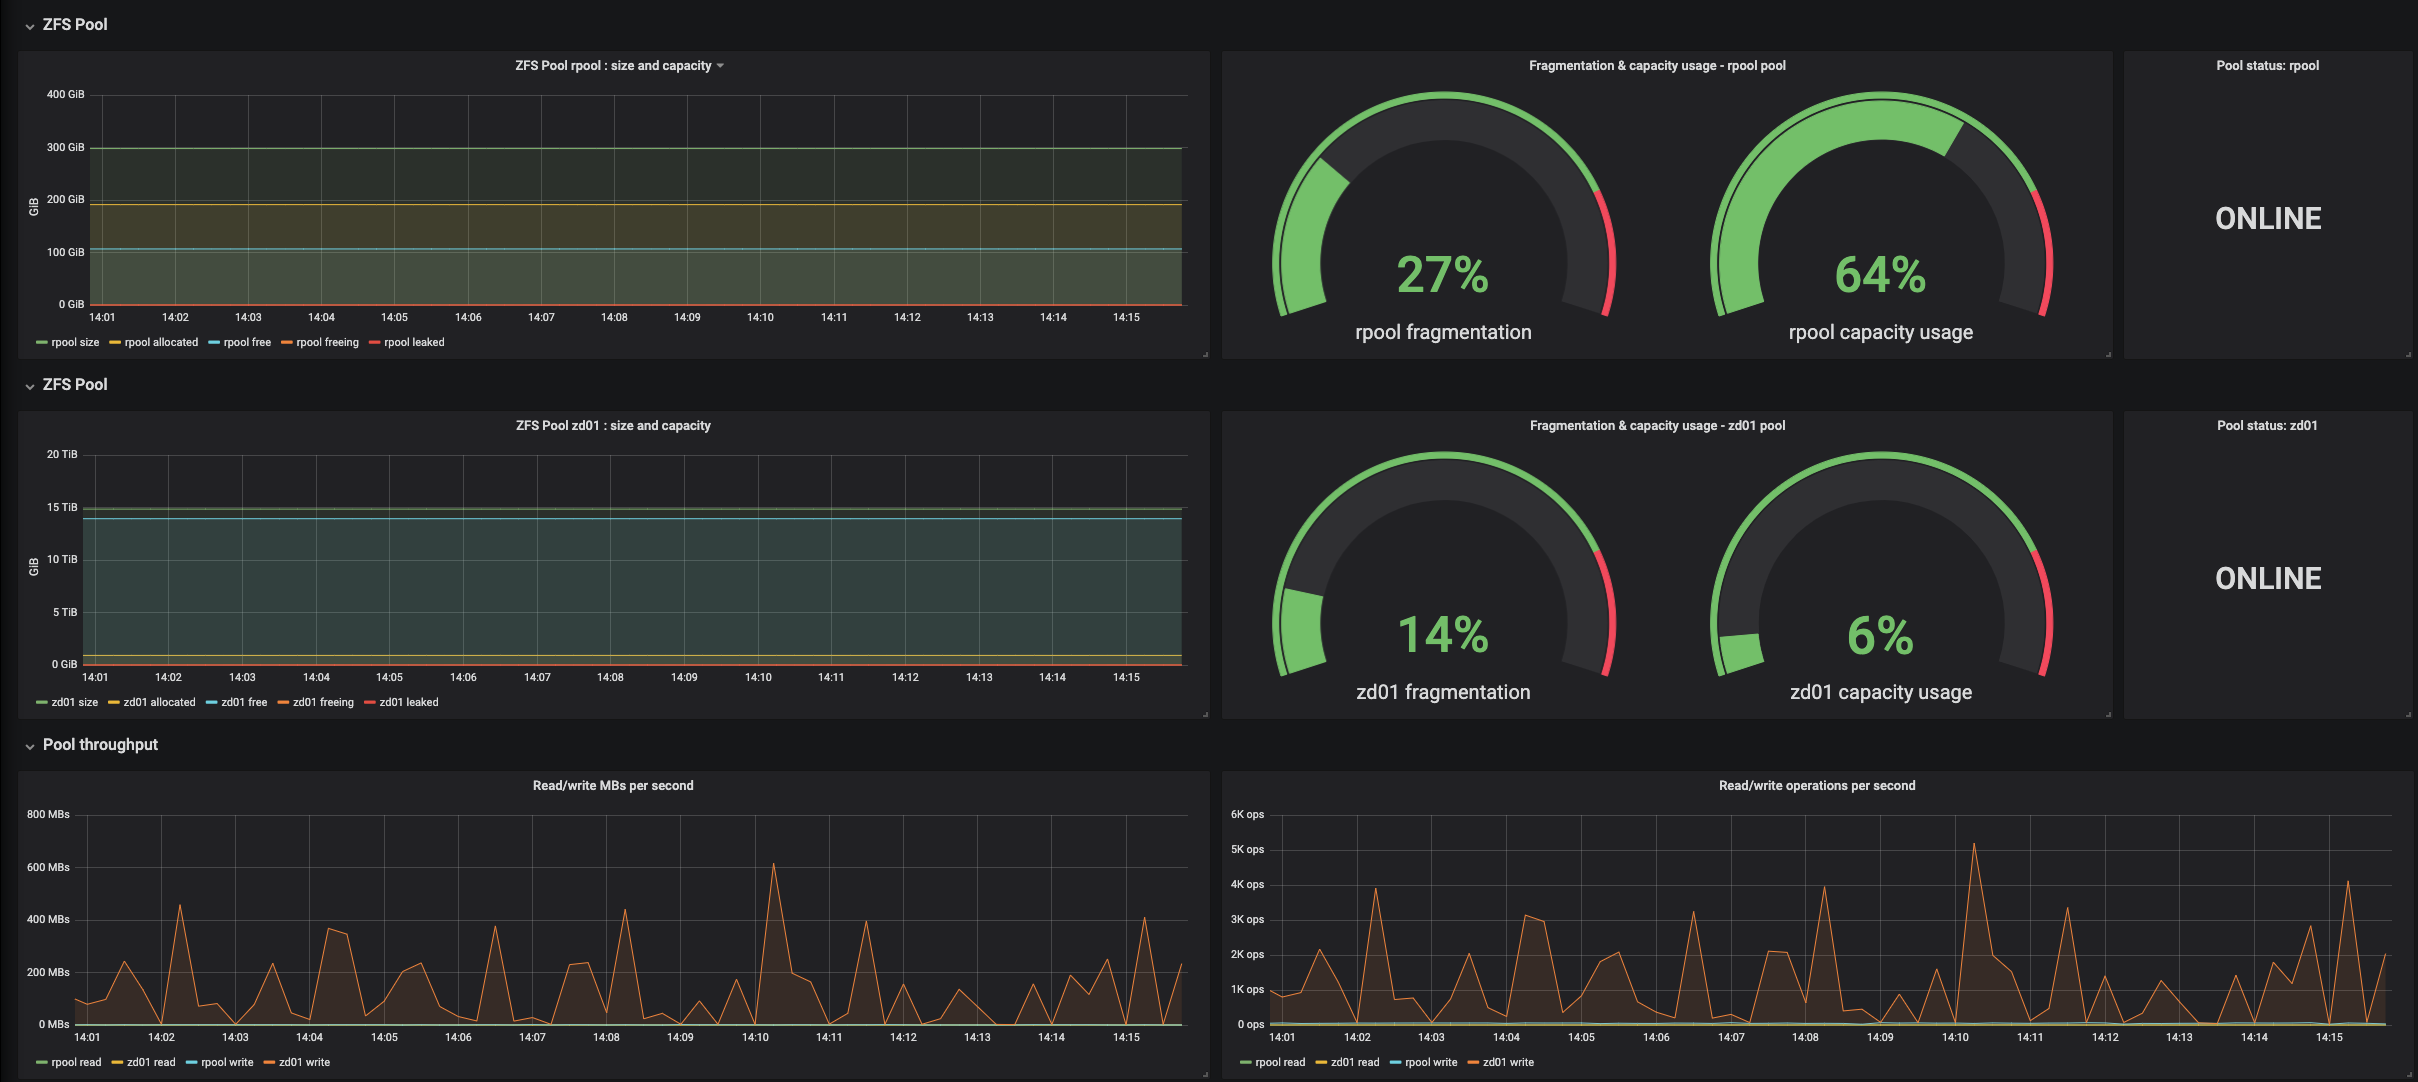 ZFS Pool
ZFS Pool rpool : size and capacity
400 GiB
300 GiB
200 GiB
100 GiB
0 GiB
GiB
14:01 14:02 14:03 14:04 14:05 14:06 14:07 14:08 14:09 14:10 14:11 14:12 14:13 14:14 14:15
rpool size rpool allocated rpool free rpool freeing rpool leaked
Fragmentation & capacity usage - rpool pool
27% 64%
rpool fragmentation rpool capacity usage
Pool status: rpool
ONLINE
ZFS Pool
ZFS Pool zd01 : size and capacity
20 TiB
15 TiB
10 TiB
5 TiB
0 GiB
GiB
14:01 14:02 14:03 14:04 14:05 14:06 14:07 14:08 14:09 14:10 14:11 14:12 14:13 14:14 14:15
zd01 size zd01 allocated zd01 free zd01 freeing zd01 leaked
Fragmentation & capacity usage - zd01 pool
14% 6%
zd01 fragmentation zd01 capacity usage
Pool status: zd01
ONLINE
Pool throughput
Read/write MBs per second
800 MBs
600 MBs
400 MBs
200 MBs
0 MBs
14:01 14:02 14:03 14:04 14:05 14:06 14:07 14:08 14:09 14:10 14:11 14:12 14:13 14:14 14:15
rpool read zd01 read rpool write zd01 write
Read/write operations per second
6K ops
5K ops
4K ops
3K ops
2K ops
1K ops
0 ops
14:01 14:02 14:03 14:04 14:05 14:06 14:07 14:08 14:09 14:10 14:11 14:12 14:13 14:14 14:15
rpool read zd01 read rpool write zd01 write